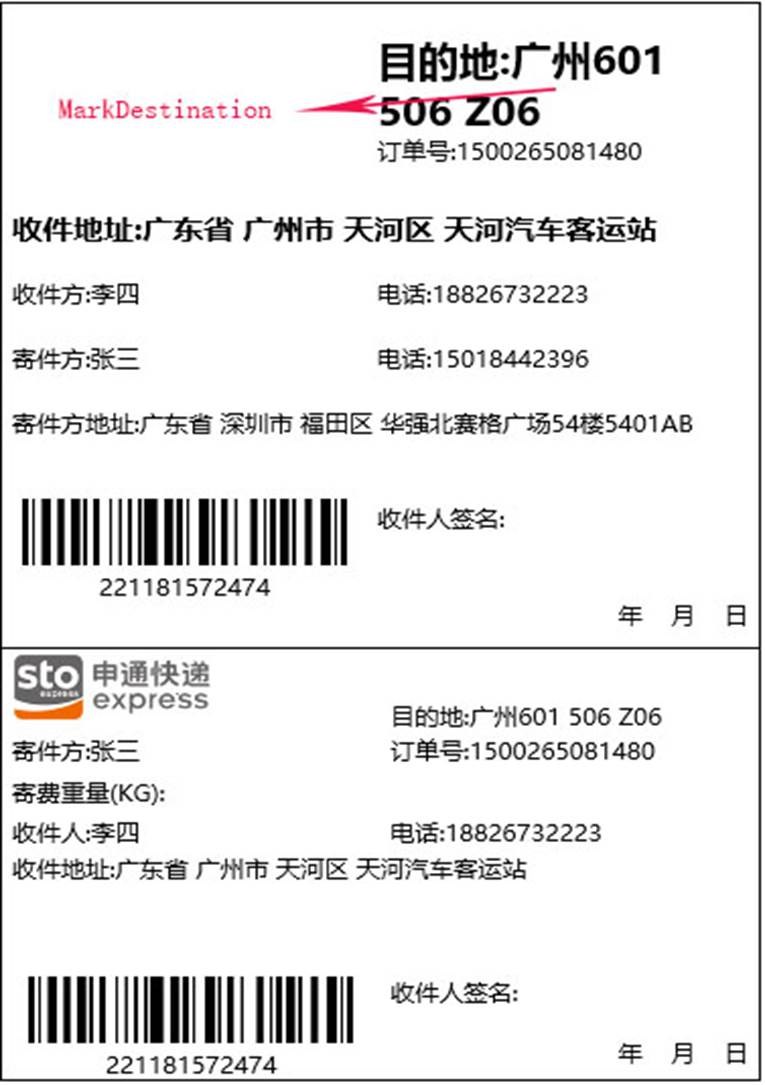 目的地:广州601
MarkDestination
506 Z06
订单号:1500265081480
收件地址:广东省 广州市 天河区 天河汽车客运站
收件方:李四 电话:18826732223
寄件方:张三 电话:15018442396
寄件方地址:广东省 深圳市 福田区 华强北赛格广场54楼5401AB
收件人签名:
221181572474
年 月 日
sto express 申通快递
express
目的地:广州601 506 Z06
寄件方:张三 订单号:1500265081480
寄费重量(KG):
收件人:李四 电话:18826732223
收件地址:广东省 广州市 天河区 天河汽车客运站
收件人签名:
221181572474
年 月 日